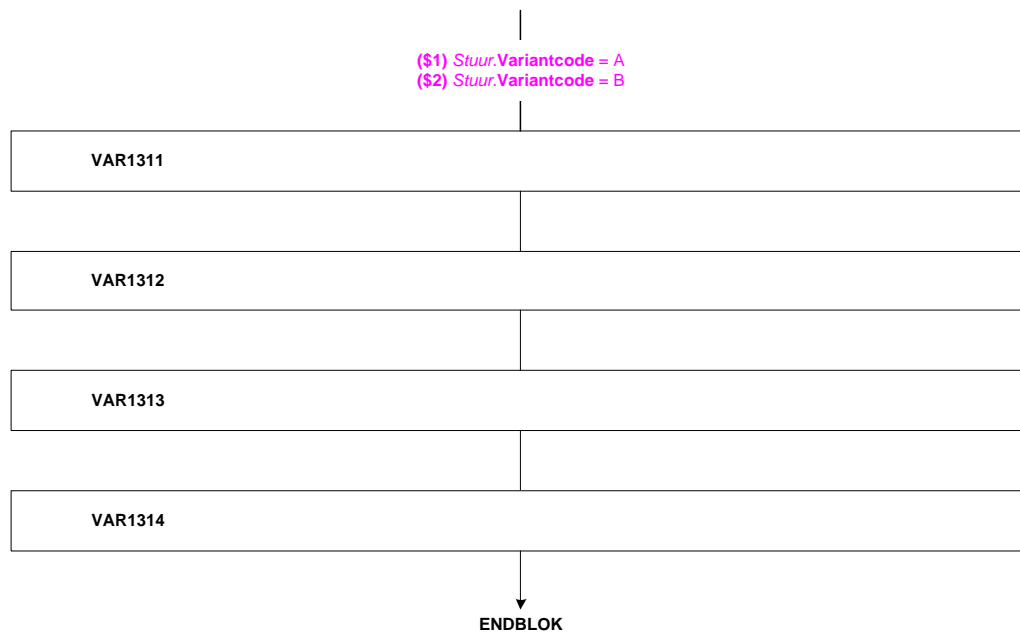 ($1) Stuur.Variantcode = A
($2) Stuur.Variantcode = B
VAR1311
VAR1312
VAR1313
VAR1314
ENDBLOK